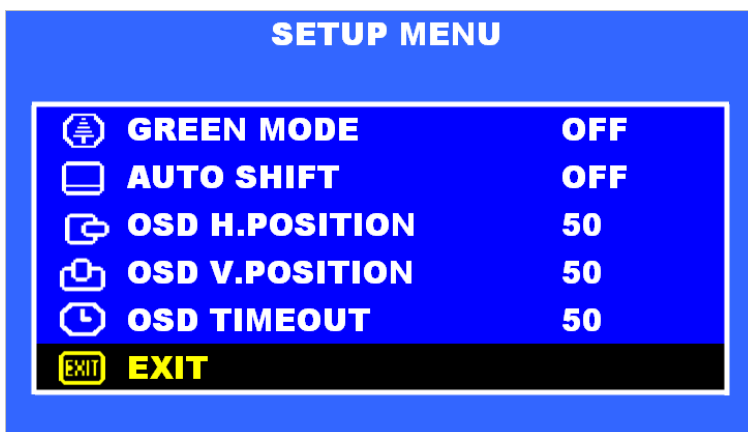 SETUP MENU
GREEN MODE OFF
AUTO SHIFT OFF
OSD H.POSITION 50
OSD V.POSITION 50
OSD TIMEOUT 50
EXIT EXIT